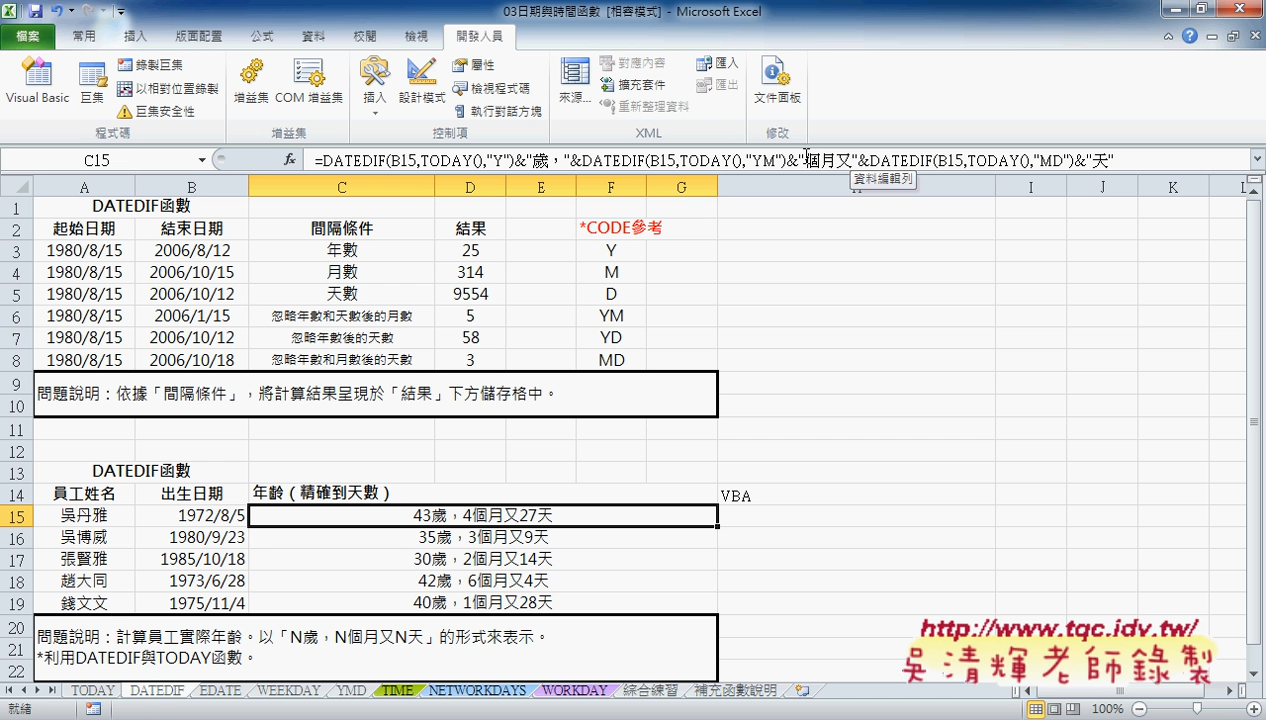 03日期與時間函數 [相容模式] - Microsoft Excel
檔案 常用 插入 版面配置 公式 資料 校閱 檢視 開發人員
Visual Basic 巨集 錄製巨集 以相對位置錄製 巨集安全性 程式碼
增益集 COM 增益集 增益集
插入 設計模式 屬性 檢視程式碼 執行對話方塊 控制項
來源... 對應內容 擴充套件 重新整理資料 匯入 匯出 XML
文件面板 修改
C15 fx =DATEDIF(B15,TODAY(),"Y")&"歲，"&DATEDIF(B15,TODAY(),"YM")&"個月又"&DATEDIF(B15,TODAY(),"MD")&"天"
資料編輯列
A B C D E F G I J K L
1 DATEDIF函數
2 起始日期 結束日期 間隔條件 結果 *CODE參考
3 1980/8/15 2006/8/12 年數 25 Y
4 1980/8/15 2006/10/15 月數 314 M
5 1980/8/15 2006/10/12 天數 9554 D
6 1980/8/15 2006/1/15 忽略年數和天數後的月數 5 YM
7 1980/8/15 2006/10/12 忽略年數後的天數 58 YD
8 1980/8/15 2006/10/18 忽略年數和月數後的天數 3 MD
9
問題說明：依據「間隔條件」，將計算結果呈現於「結果」下方儲存格中。
10
11
12
13 DATEDIF函數
14 員工姓名 出生日期 年齡（精確到天數） VBA
15 吳丹雅 1972/8/5 43歲，4個月又27天
16 吳博威 1980/9/23 35歲，3個月又9天
17 張賢雅 1985/10/18 30歲，2個月又14天
18 趙大同 1973/6/28 42歲，6個月又4天
19 錢文文 1975/11/4 40歲，1個月又28天
20 問題說明：計算員工實際年齡。以「N歲，N個月又N天」的形式來表示。
21 *利用DATEDIF與TODAY函數。
22
http://www.tqc.idv.tw/
吳清輝老師錄製
TODAY DATEDIF EDATE WEEKDAY YMD TIME NETWORKDAYS WORKDAY 綜合練習 補充函數說明
就緒 100%